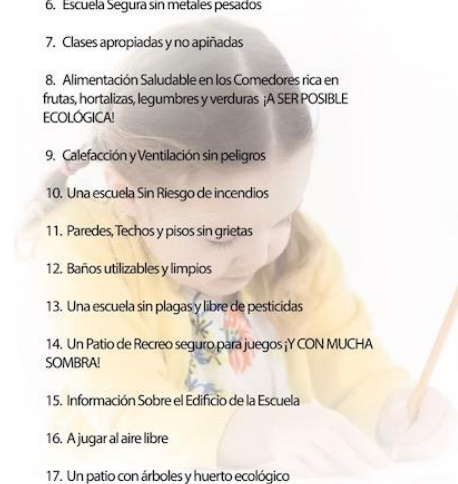 6. Escuela Segura sin metales pesados
7. Clases apropiadas y no apiñadas
8. Alimentación Saludable en los Comedores rica en
frutas, hortalizas, legumbres y verduras ¡A SER POSIBLE
ECOLÓGICA!
9. Calefacción y Ventilación sin peligros
10. Una escuela Sin Riesgo de incendios
11. Paredes, Techos y pisos sin grietas
12. Baños utilizables y limpios
13. Una escuela sin plagas y libre de pesticidas
14. Un Patio de Recreo seguro para juegos ¡Y CON MUCHA
SOMBRA!
15. Información Sobre el Edificio de la Escuela
16. A jugar al aire libre
17. Un patio con árboles y huerto ecológico